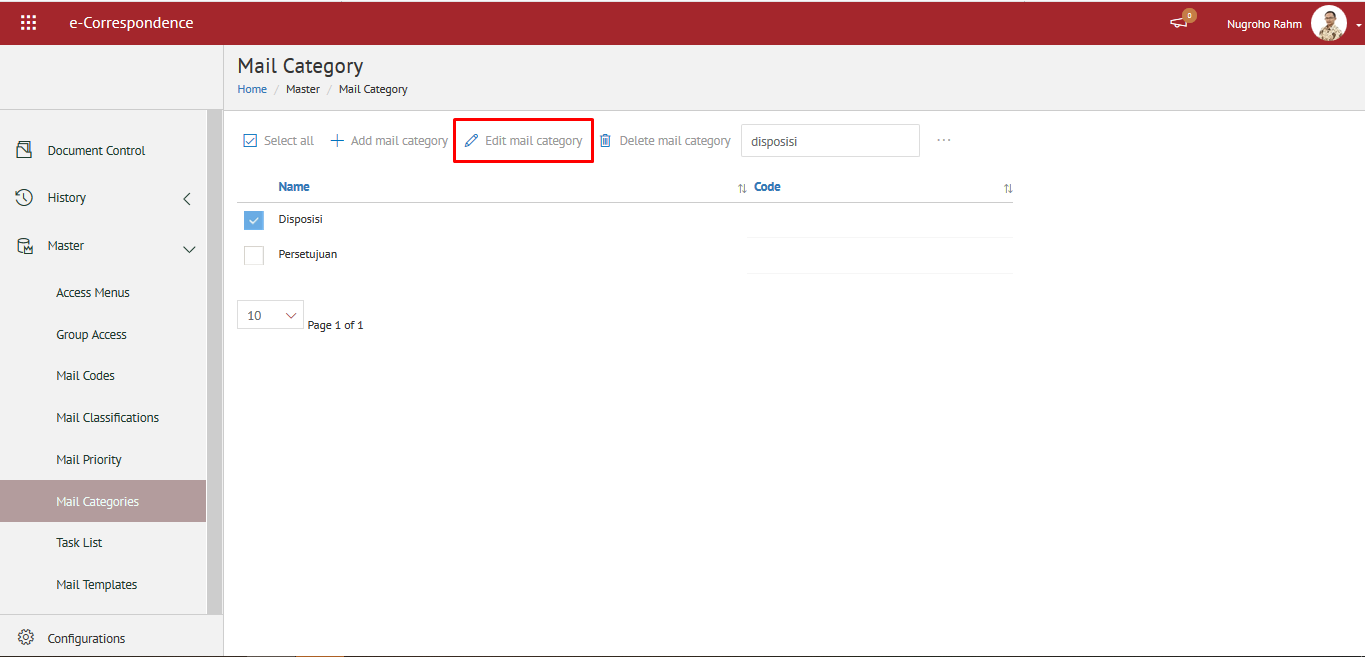 e-Correspondence
0
Nugroho Rahm
Mail Category
Home / Master / Mail Category
Select all
Add mail category
Edit mail category
Delete mail category
disposisi
...
Document Control
History
Master
Access Menus
Group Access
Mail Codes
Mail Classifications
Mail Priority
Mail Categories
Task List
Mail Templates
Configurations
Name
Code
Disposisi
Persetujuan
10
Page 1 of 1